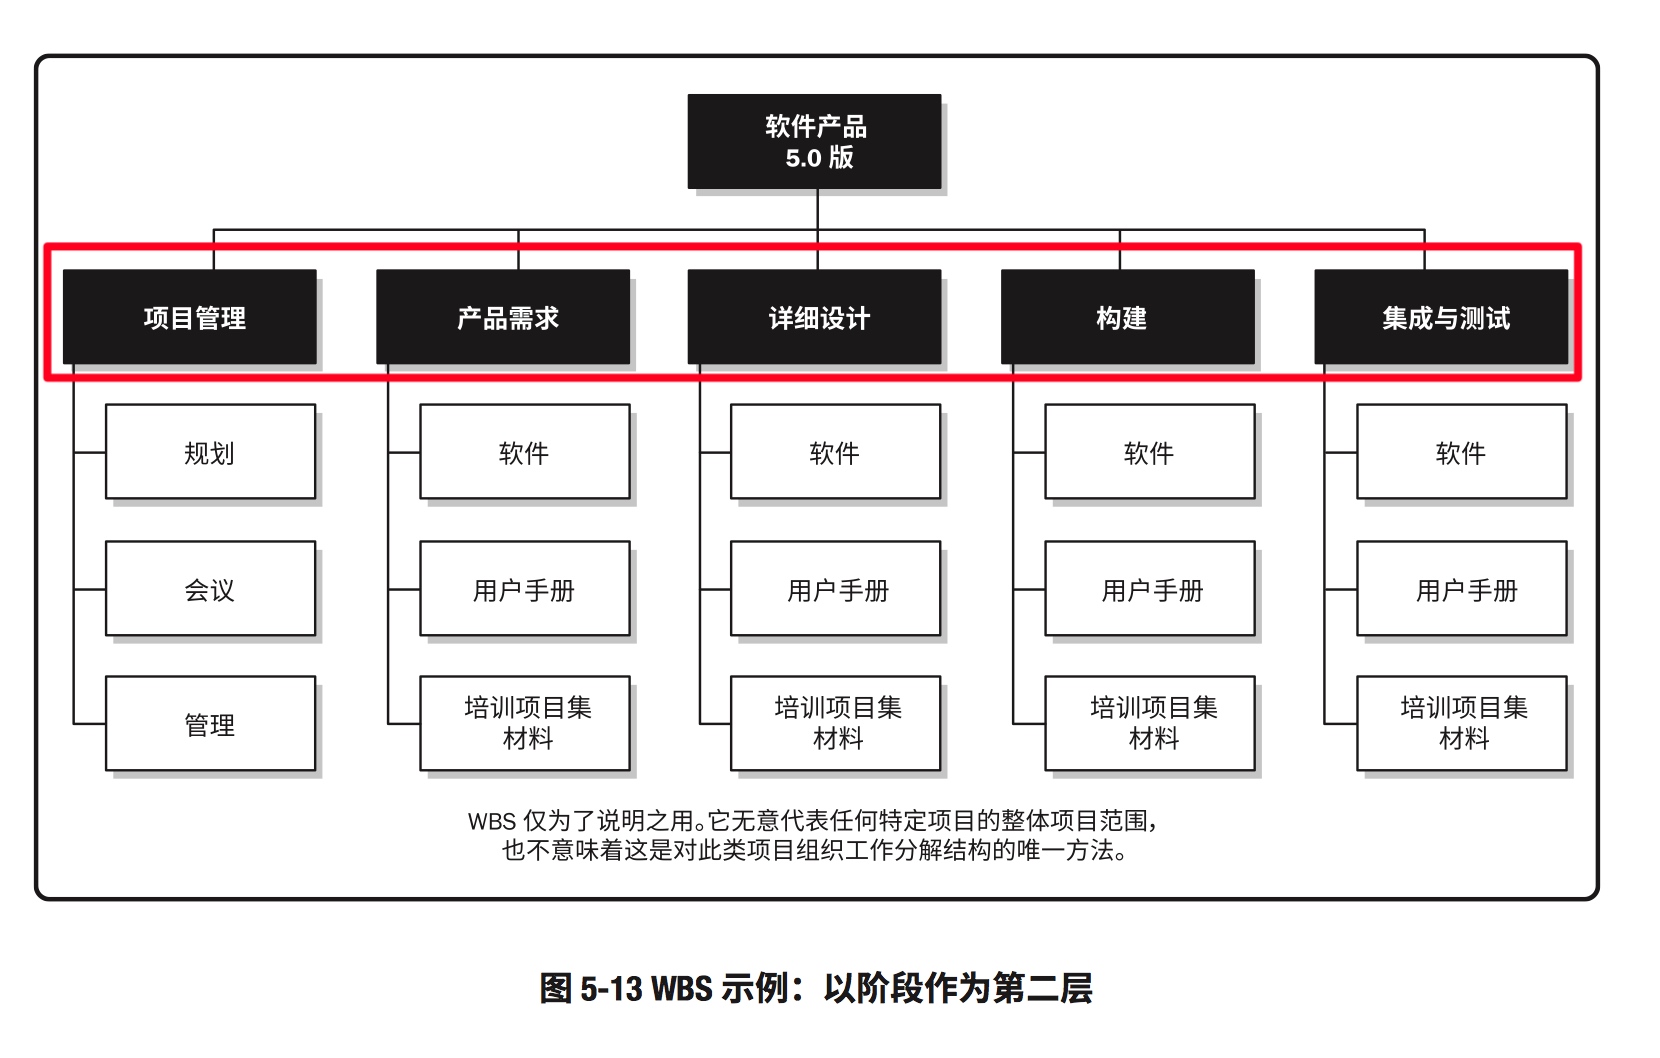 软件产品
5.0 版
项目管理
产品需求
详细设计
构建
集成与测试
规划
软件
软件
软件
软件
会议
用户手册
用户手册
用户手册
用户手册
管理
培训项目集
材料
培训项目集
材料
培训项目集
材料
培训项目集
材料
WBS 仅为了说明之用。它无意代表任何特定项目的整体项目范围，
也不意味着这是对此类项目组织工作分解结构的唯一方法。
图 5-13 WBS 示例：以阶段作为第二层